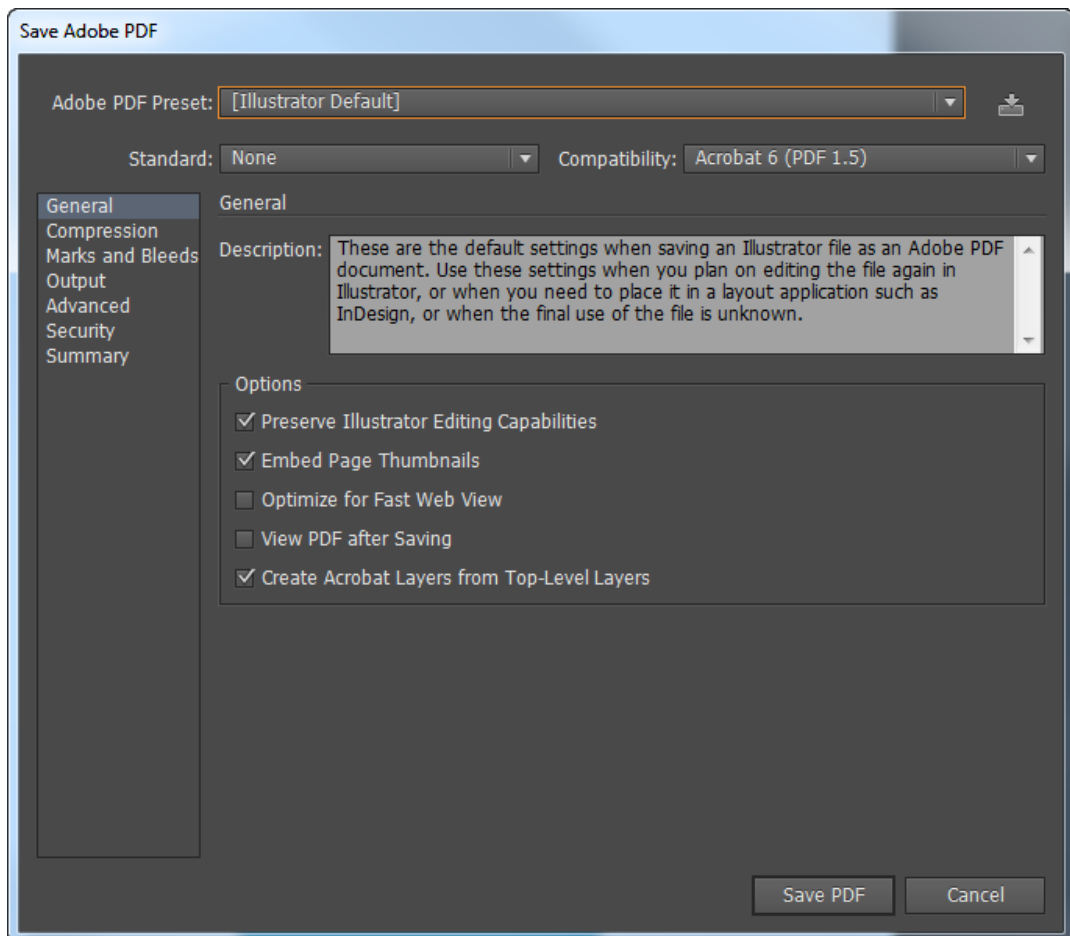 Save Adobe PDF
Adobe PDF Preset: [Illustrator Default]
Standard: None Compatibility: Acrobat 6 (PDF 1.5)
General
Compression
Marks and Bleeds
Output
Advanced
Security
Summary
General
Description: These are the default settings when saving an Illustrator file as an Adobe PDF
document. Use these settings when you plan on editing the file again in
Illustrator, or when you need to place it in a layout application such as
InDesign, or when the final use of the file is unknown.
Options
Preserve Illustrator Editing Capabilities
Embed Page Thumbnails
Optimize for Fast Web View
View PDF after Saving
Create Acrobat Layers from Top-Level Layers
Save PDF Cancel